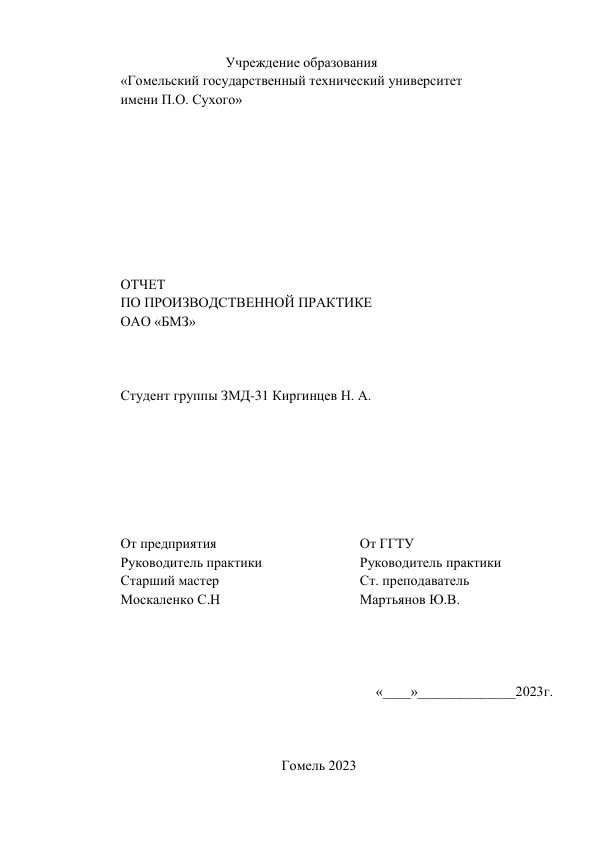 Учреждение образования
«Гомельский государственный технический университет
имени П.О. Сухого»
ОТЧЕТ
ПО ПРОИЗВОДСТВЕННОЙ ПРАКТИКЕ
ОАО «БМЗ»
Студент группы ЗМД-31 Киргинцев Н. А.
От предприятия От ГГТУ
Руководитель практики Руководитель практики
Старший мастер Ст. преподаватель
Москаленко С.Н Мартьянов Ю.В.
«____»______________2023г.
Гомель 2023